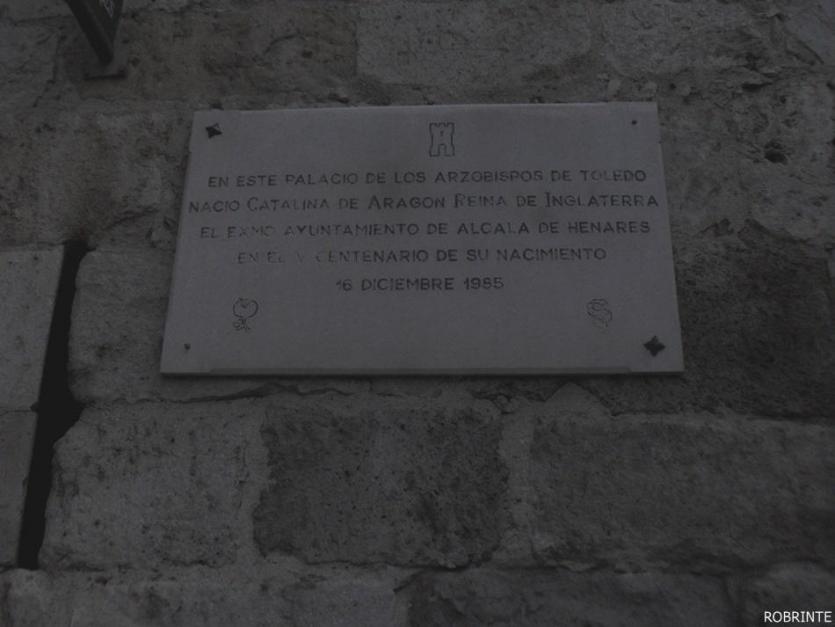 EN ESTE PALACIO DE LOS ARZOBISPOS DE TOLEDO
NACIO CATALINA DE ARAGON REINA DE INGLATERRA
EL EXMO AYUNTAMIENTO DE ALCALA DE HENARES
EN EL V CENTENARIO DE SU NACIMIENTO
16 DICIEMBRE 1985
ROBRINTE